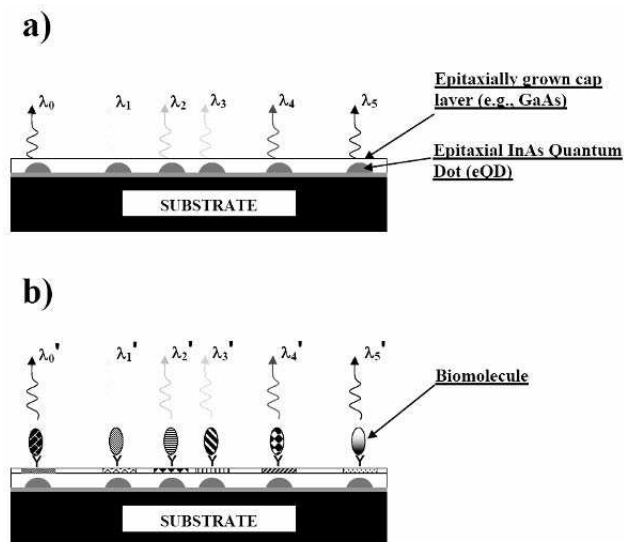 a)
λ0 λ1 λ2 λ3 λ4 λ5
Epitaxially grown cap
layer (e.g., GaAs)
Epitaxial InAs Quantum
Dot (eQD)
SUBSTRATE
b)
λ0' λ1' λ2' λ3' λ4' λ5'
Biomolecule
SUBSTRATE